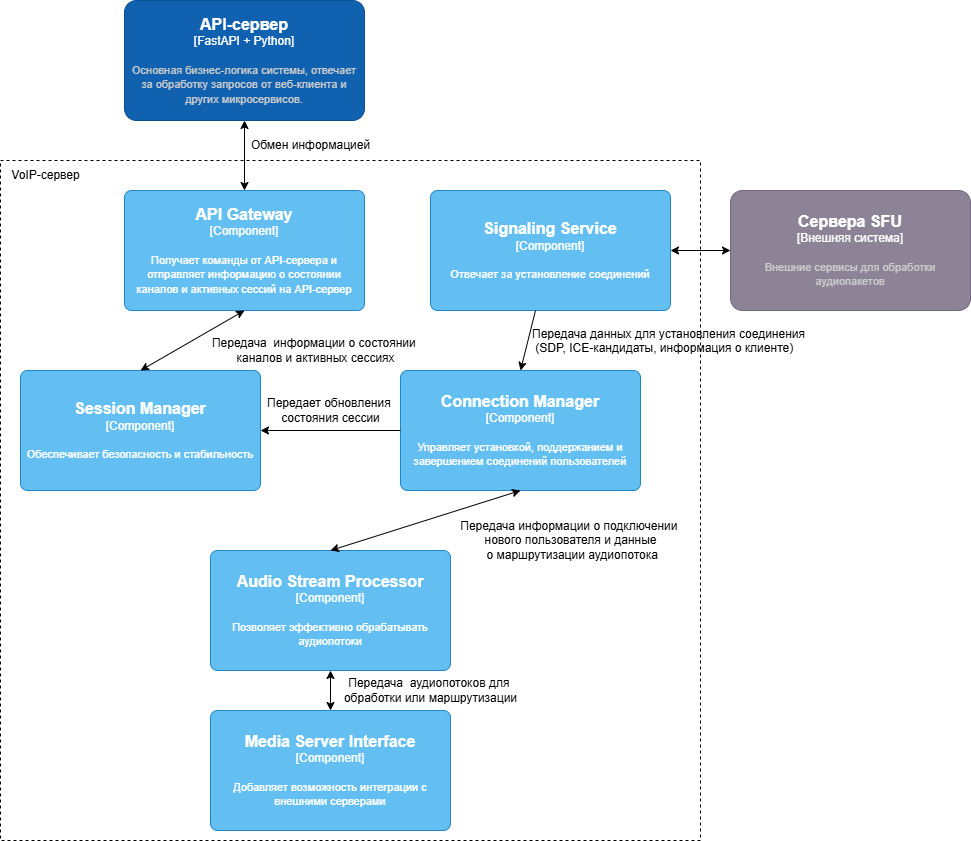 API-сервер
[FastAPI + Python]
Основная бизнес-логика системы, отвечает
за обработку запросов от веб-клиента и
других микросервисов.
Обмен информацией
VoIP-сервер
API Gateway
[Component]
Получает команды от API-сервера и
отправляет информацию о состоянии
каналов и активных сессий на API-сервер
Signaling Service
[Component]
Отвечает за установление соединений
Сервера SFU
[Внешняя система]
Внешние сервисы для обработки
аудиопакетов
Передача информации о состоянии
каналов и активных сессиях
Передача данных для установления соединения
(SDP, ICE-кандидаты, информация о клиенте)
Session Manager
[Component]
Обеспечивает безопасность и стабильность
Передает обновления
состояния сессии
Connection Manager
[Component]
Управляет установкой, поддержанием и
завершением соединений пользователей
Передача информации о подключении
нового пользователя и данные
о маршрутизации аудиопотока
Audio Stream Processor
[Component]
Позволяет эффективно обрабатывать
аудиопотоки
Передача аудиопотоков для
обработки или маршрутизации
Media Server Interface
[Component]
Добавляет возможность интеграции с
внешними серверами